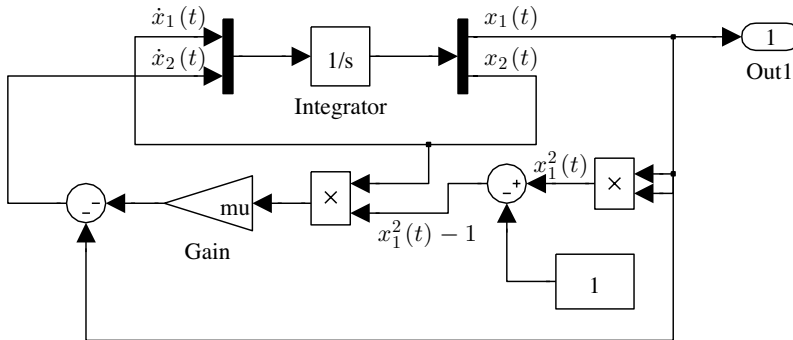 ẋ₁(t)
x₁(t)
1
ẋ₂(t)
1/s
x₂(t)
Out1
Integrator
x₁²(t)
×
- +
-
- -
mu
×
Gain
x₁²(t) − 1
1